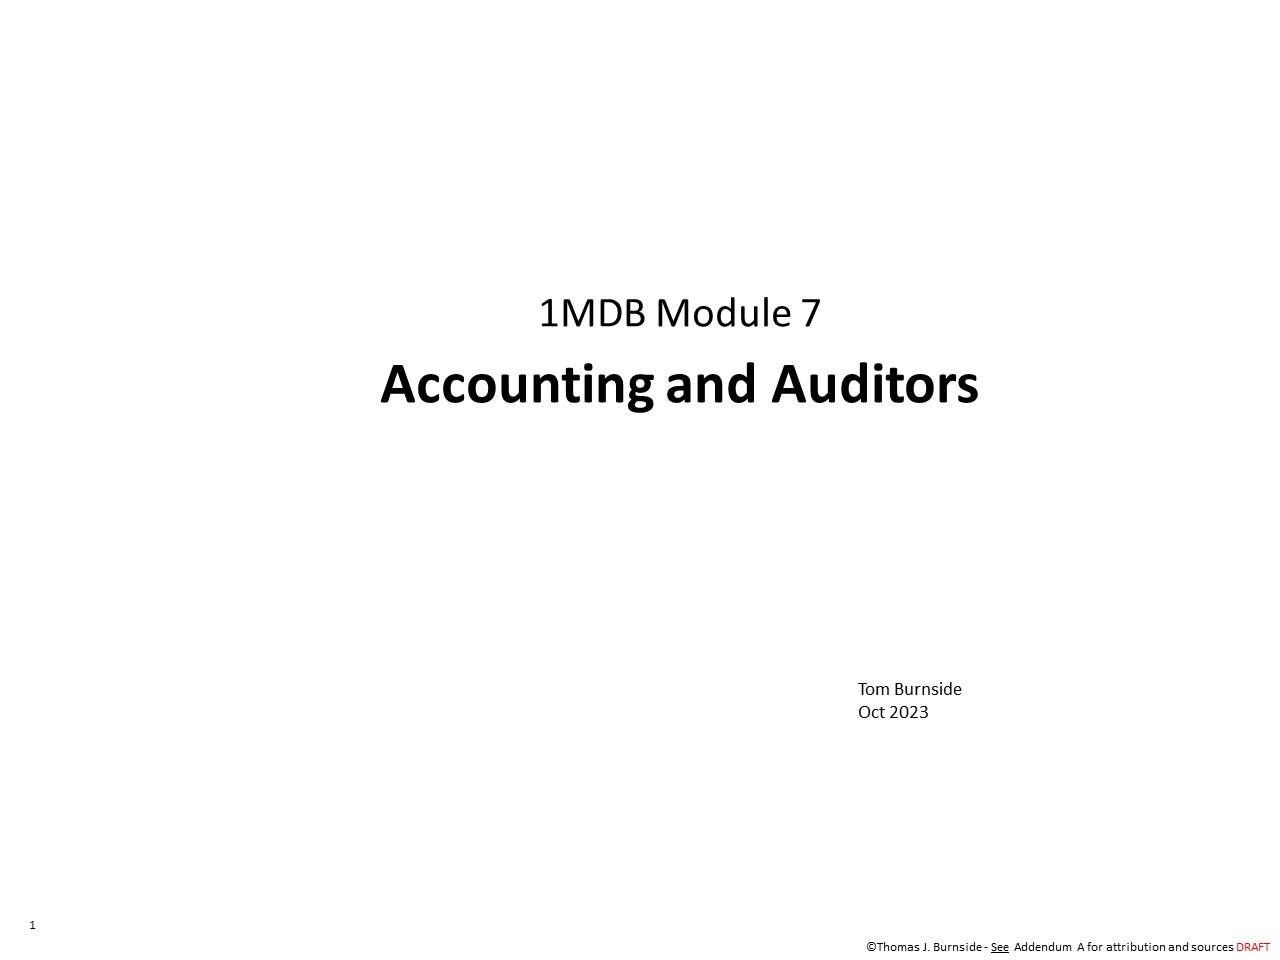 1MDB Module 7
Accounting and Auditors
Tom Burnside
Oct 2023
1
©Thomas J. Burnside - See Addendum A for attribution and sources DRAFT